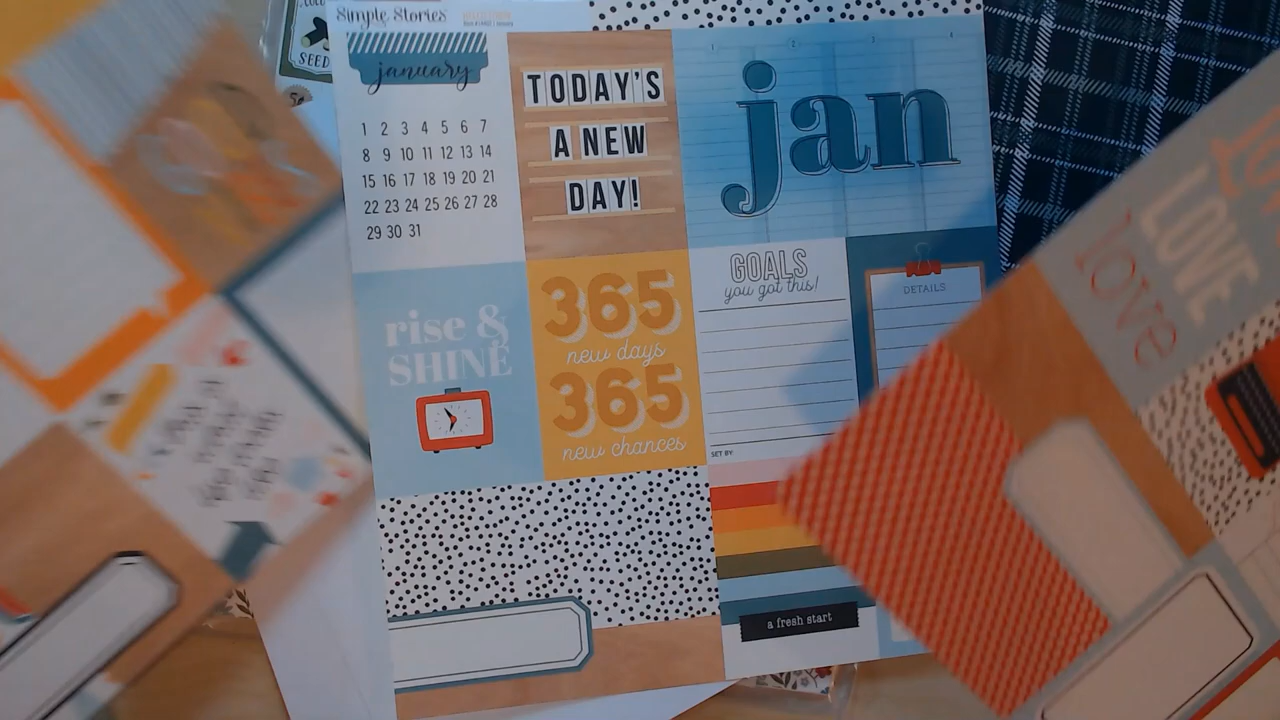 Simple Stories
SEED
january
1 2 3 4 5 6 7
8 9 10 11 12 13 14
15 16 17 18 19 20 21
22 23 24 25 26 27 28
29 30 31
TODAY'S
A NEW
DAY!
1 2 3 4
jan
rise &
SHINE
365
new days
365
new chances
GOALS
you got this!
SET BY:
DETAILS
a fresh start
love
LOVE
love